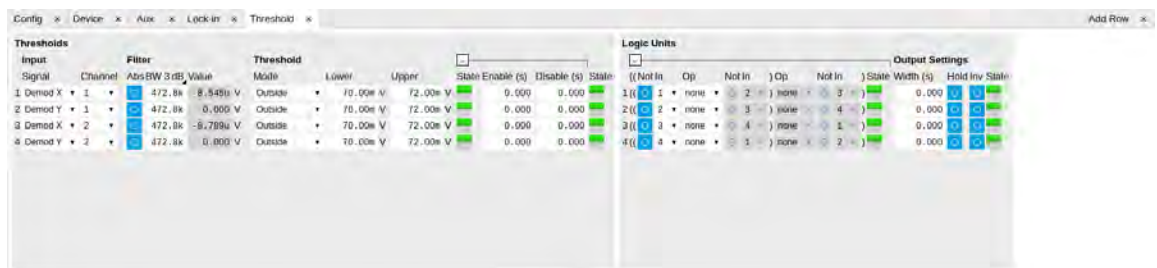 Config × Device × Aux × Lock-in × Threshold × Add Row ×
Thresholds Logic Units
Input Filter Threshold - - Output Settings
Signal Channel Abs BW 3 dB Value Mode Lower Upper State Enable (s) Disable (s) State (( Not In Op Not In ) Op Not In ) State Width (s) Hold Inv State
1 Demod X 1 472.8k 8.545u V Outside 70.00m V 72.00m V 0.000 0.000 1 (( 1 none 2 ) none 3 ) 0.000
2 Demod Y 1 472.8k 0.000 V Outside 70.00m V 72.00m V 0.000 0.000 2 (( 2 none 3 ) none 4 ) 0.000
3 Demod X 2 472.8k -8.789u V Outside 70.00m V 72.00m V 0.000 0.000 3 (( 3 none 4 ) none 1 ) 0.000
4 Demod Y 2 472.8k 0.000 V Outside 70.00m V 72.00m V 0.000 0.000 4 (( 4 none 1 ) none 2 ) 0.000